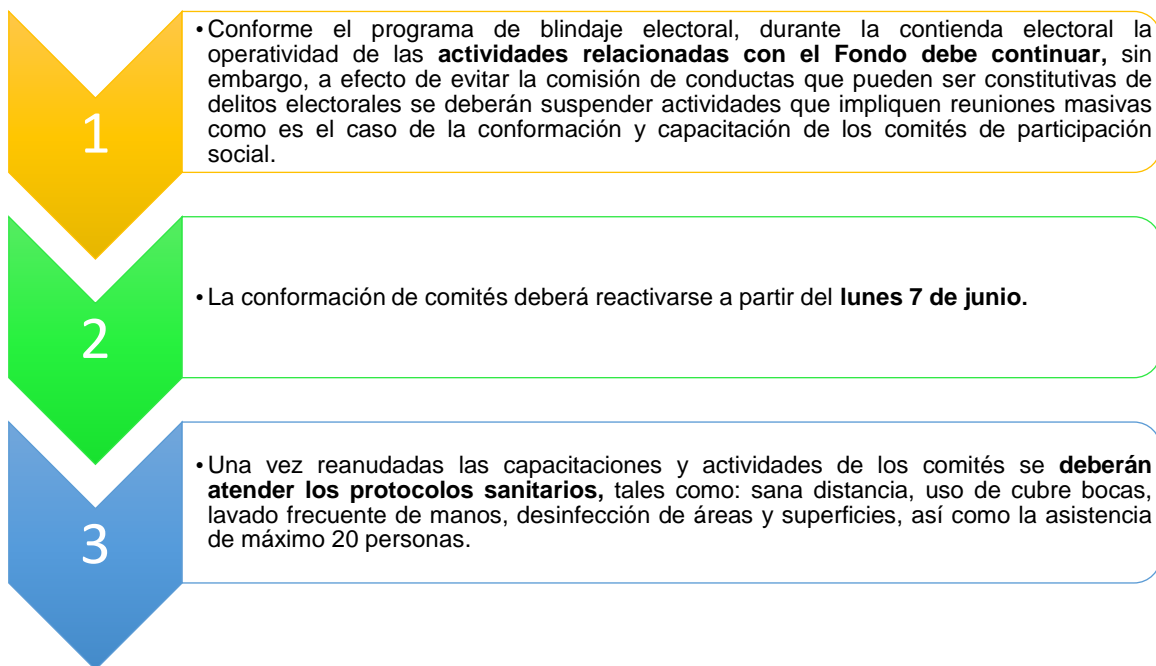 1
• Conforme el programa de blindaje electoral, durante la contienda electoral la
operatividad de las actividades relacionadas con el Fondo debe continuar, sin
embargo, a efecto de evitar la comisión de conductas que pueden ser constitutivas de
delitos electorales se deberán suspender actividades que impliquen reuniones masivas
como es el caso de la conformación y capacitación de los comités de participación
social.
2
• La conformación de comités deberá reactivarse a partir del lunes 7 de junio.
3
• Una vez reanudadas las capacitaciones y actividades de los comités se deberán
atender los protocolos sanitarios, tales como: sana distancia, uso de cubre bocas,
lavado frecuente de manos, desinfección de áreas y superficies, así como la asistencia
de máximo 20 personas.